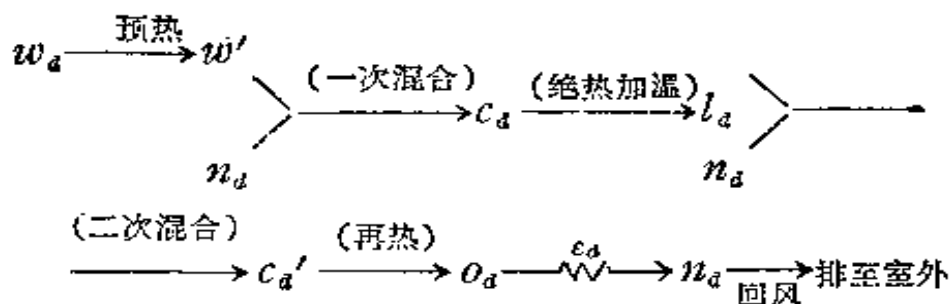 预热
w_d w'
(一次混合) (绝热加温)
c_d l_d
n_d n_d
(二次混合) (再热) ε_d
c_d' o_d n_d 排至室外
回风